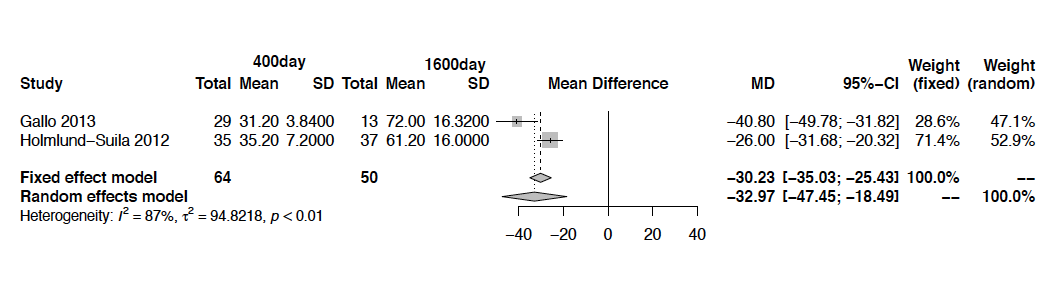 400day 1600day Weight Weight
Study Total Mean SD Total Mean SD Mean Difference MD 95%−CI (fixed) (random)
Gallo 2013 29 31.20 3.8400 13 72.00 16.3200 −40.80 [−49.78; −31.82] 28.6% 47.1%
Holmlund−Suila 2012 35 35.20 7.2000 37 61.20 16.0000 −26.00 [−31.68; −20.32] 71.4% 52.9%
Fixed effect model 64 50 −30.23 [−35.03; −25.43] 100.0% −−
Random effects model −32.97 [−47.45; −18.49] −− 100.0%
Heterogeneity: I² = 87%, τ² = 94.8218, p < 0.01
−40 −20 0 20 40